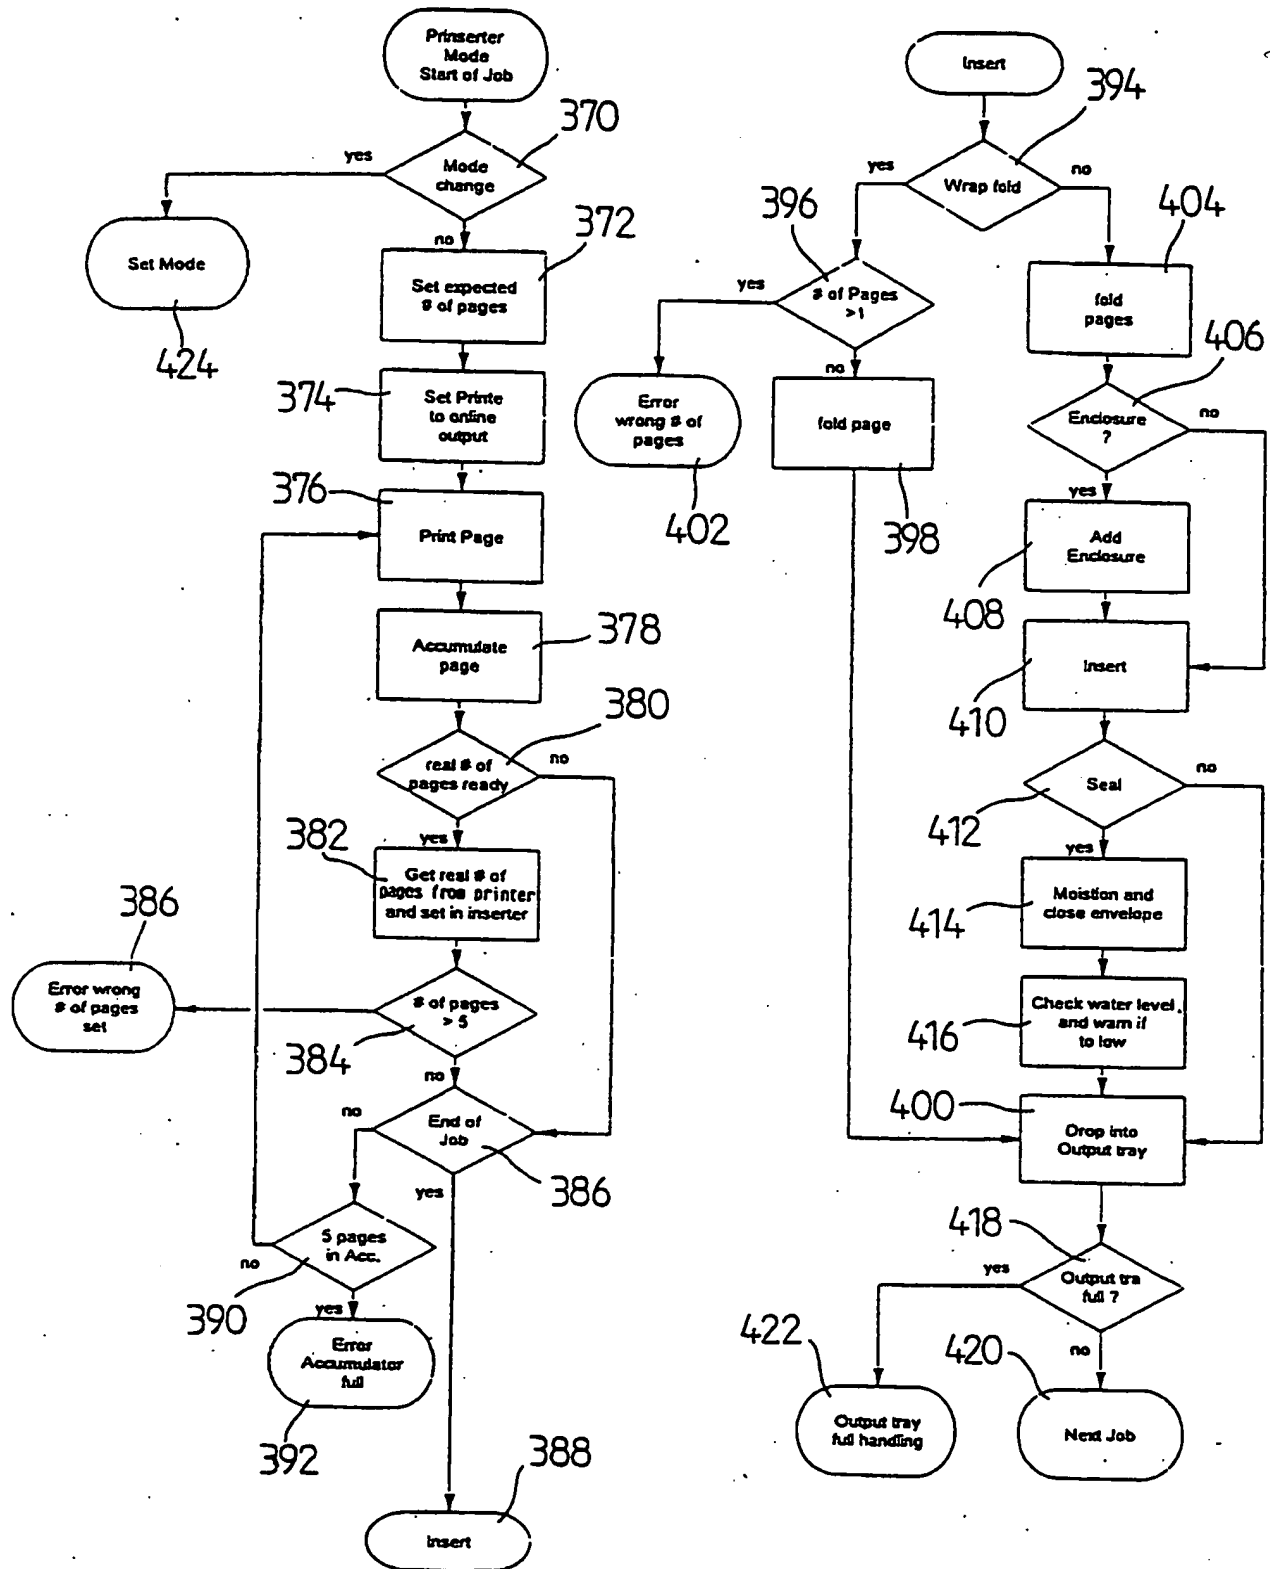 Prinserter
Mode
Start of Job
370
yes
Mode
change
no
372
Set Mode
424
Set expected
# of pages
374
Set Printe
to online
output
376
Print Page
378
Accumulate
page
380
real # of
pages ready
no
yes
382
Get real # of
pages from printer
and set in inserter
386
Error wrong
# of pages
set
# of pages
> 5
384
no
no
End of
Job
386
yes
5 pages
in Acc.
no
390
yes
Error
Accumulator
full
392
388
Insert
Insert
394
yes
Wrap fold
no
396
yes
# of Pages
>1
no
Error
wrong # of
pages
402
fold page
398
404
fold
pages
406
Enclosure
?
no
yes
Add
Enclosure
408
Insert
410
Seal
no
412
yes
Moistion and
close envelope
414
Check water level
and warn if
to low
416
400
Drop into
Output tray
418
yes
Output tra
full ?
no
422
Output tray
full handling
420
Next Job